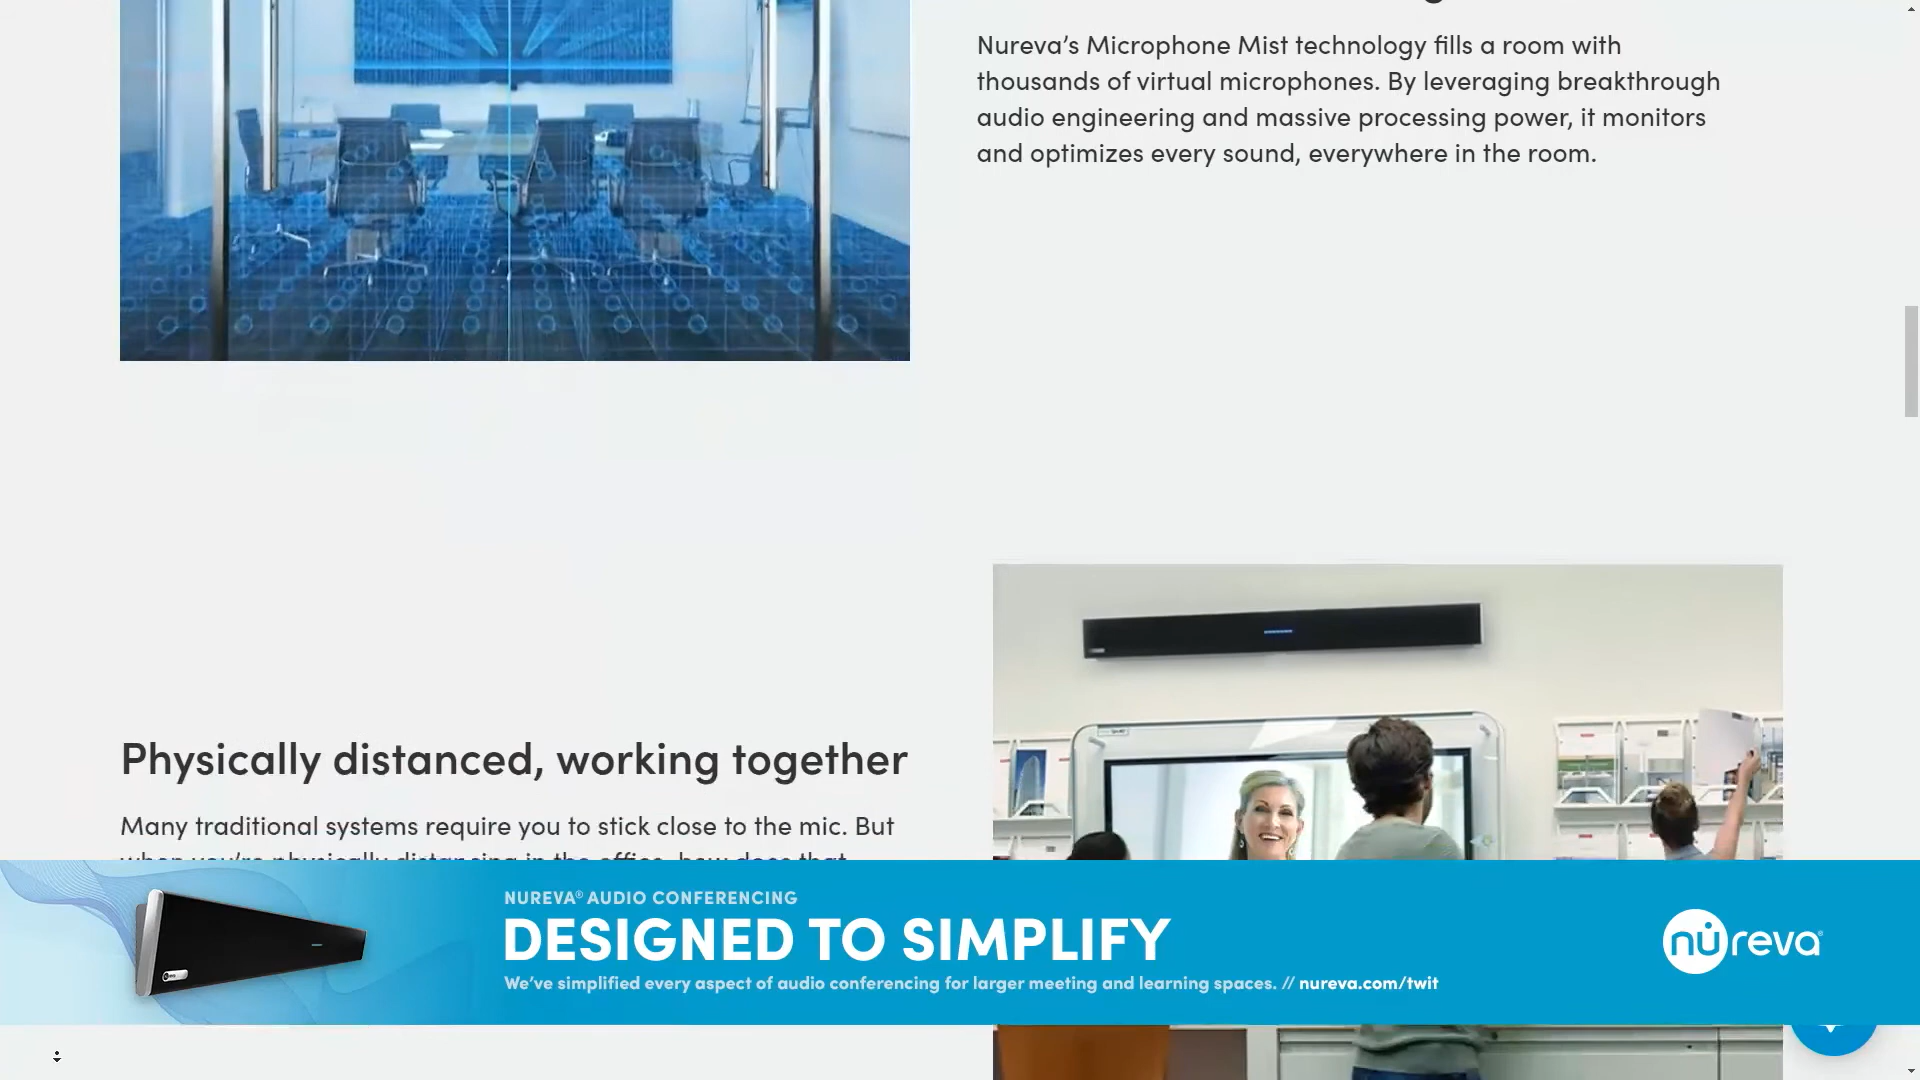 Nureva’s Microphone Mist technology fills a room with
thousands of virtual microphones. By leveraging breakthrough
audio engineering and massive processing power, it monitors
and optimizes every sound, everywhere in the room.
Physically distanced, working together
Many traditional systems require you to stick close to the mic. But
when you’re physically distancing in the office, how does that
NUREVA® AUDIO CONFERENCING
DESIGNED TO SIMPLIFY
We’ve simplified every aspect of audio conferencing for larger meeting and learning spaces. // nureva.com/twit
nureva®